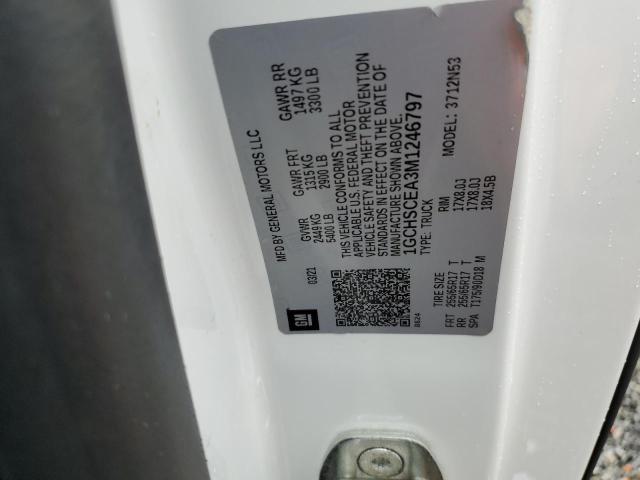 MFD BY GENERAL MOTORS LLC
03/21
GVWR
2449 KG
5400 LB
GAWR FRT
1315 KG
2900 LB
GAWR RR
1497 KG
3300 LB
THIS VEHICLE CONFORMS TO ALL
APPLICABLE U.S. FEDERAL MOTOR
VEHICLE SAFETY AND THEFT PREVENTION
STANDARDS IN EFFECT ON THE DATE OF
MANUFACTURE SHOWN ABOVE.
1GCHSCEA3M1246797
TYPE: TRUCK
MODEL: 3712N53
GM
TIRE SIZE
RIM
FRT 255/65R17 T 17X8.0J
RR 255/65R17 T 17X8.0J
SPA T175/90D18 M 18X4.5B